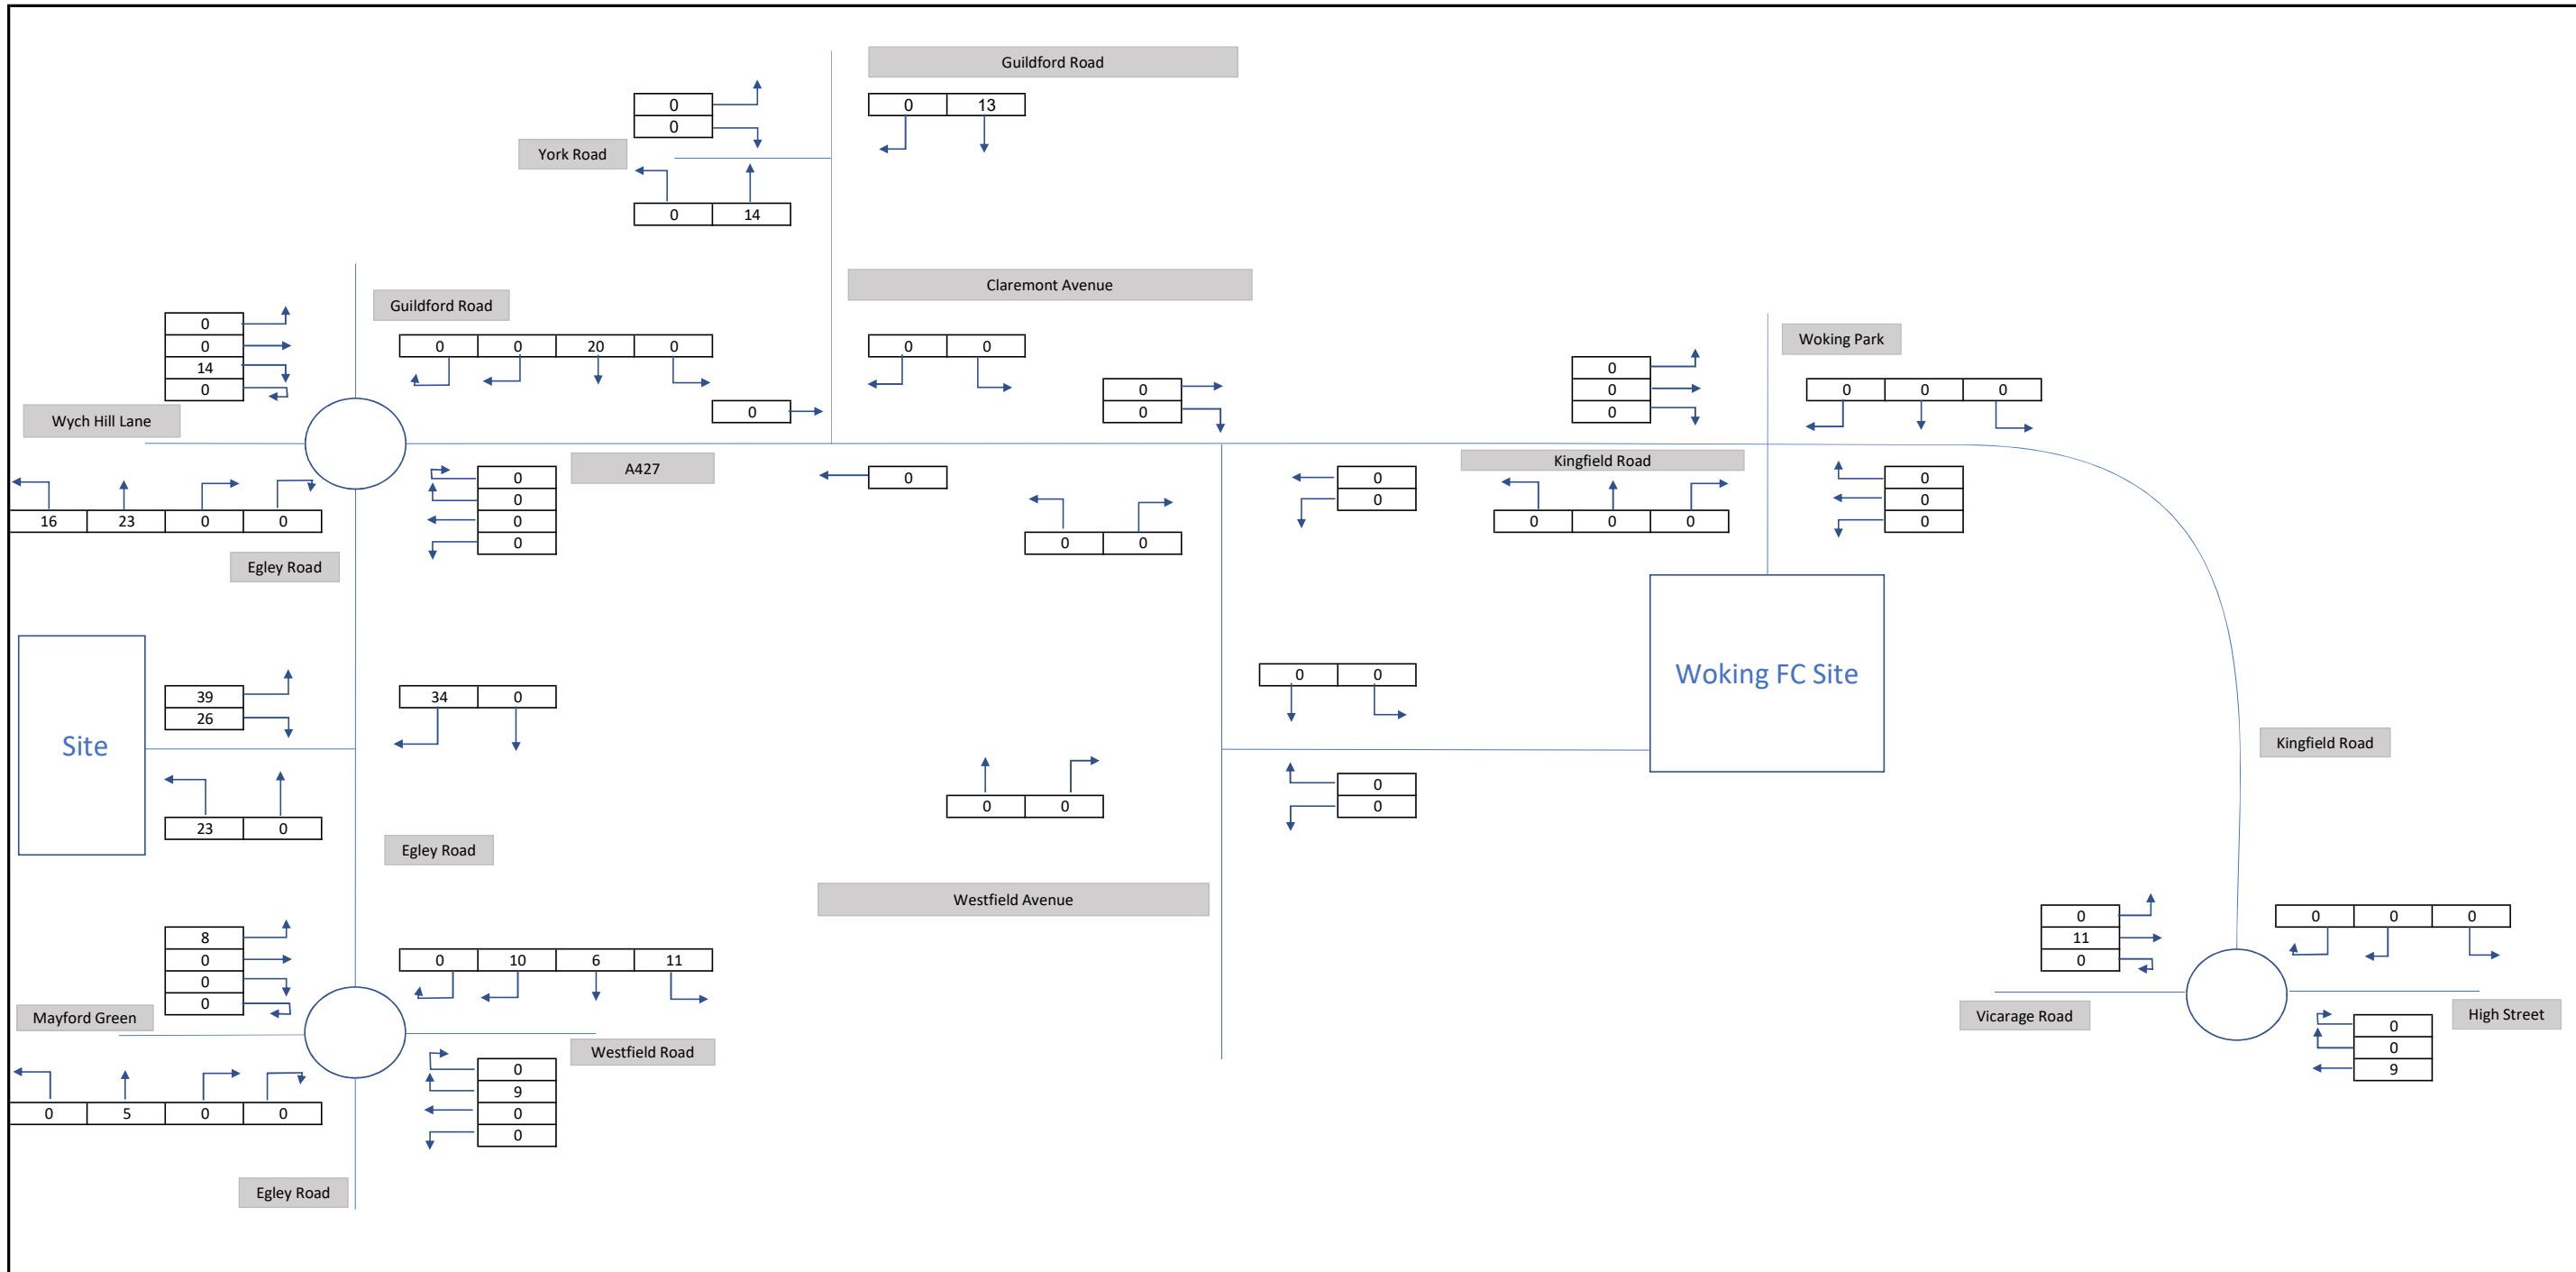 Guildford Road
0
0
0 13
York Road
0 14
Claremont Avenue
Guildford Road
0
0
14
0
0 0 20 0
0 0
0
0
0
0
0
Woking Park
0 0 0
Wych Hill Lane
0
A427
0
0
0
0
0
0
0
Kingfield Road
0
0
0
16 23 0 0
0 0 0
0 0
Egley Road
Site
39
26
34 0
0 0
Woking FC Site
Kingfield Road
23 0
0 0
0
0
Egley Road
Westfield Avenue
8
0
0
0
0 10 6 11
0
11
0
0 0 0
Mayford Green
Vicarage Road
High Street
Westfield Road
0
0
9
0 5 0 0
0
9
0
0
Egley Road